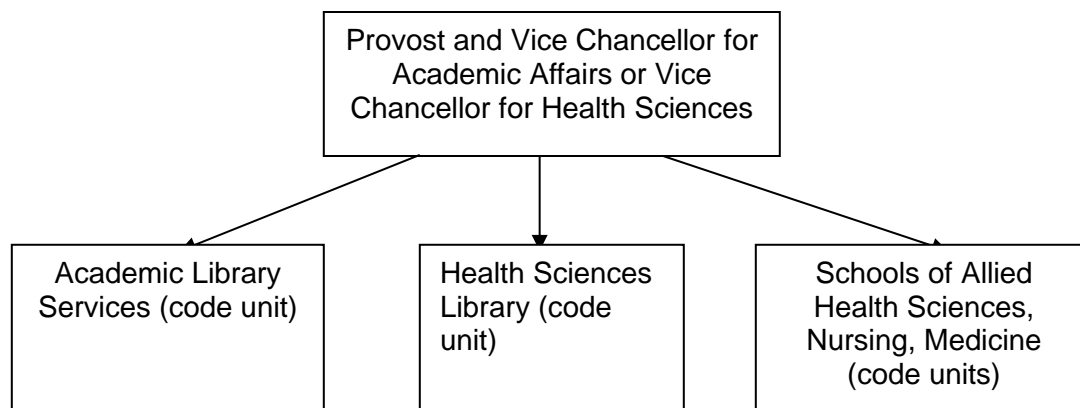 Provost and Vice Chancellor for
Academic Affairs or Vice
Chancellor for Health Sciences
Academic Library
Services (code unit)
Health Sciences
Library (code
unit)
Schools of Allied
Health Sciences,
Nursing, Medicine
(code units)